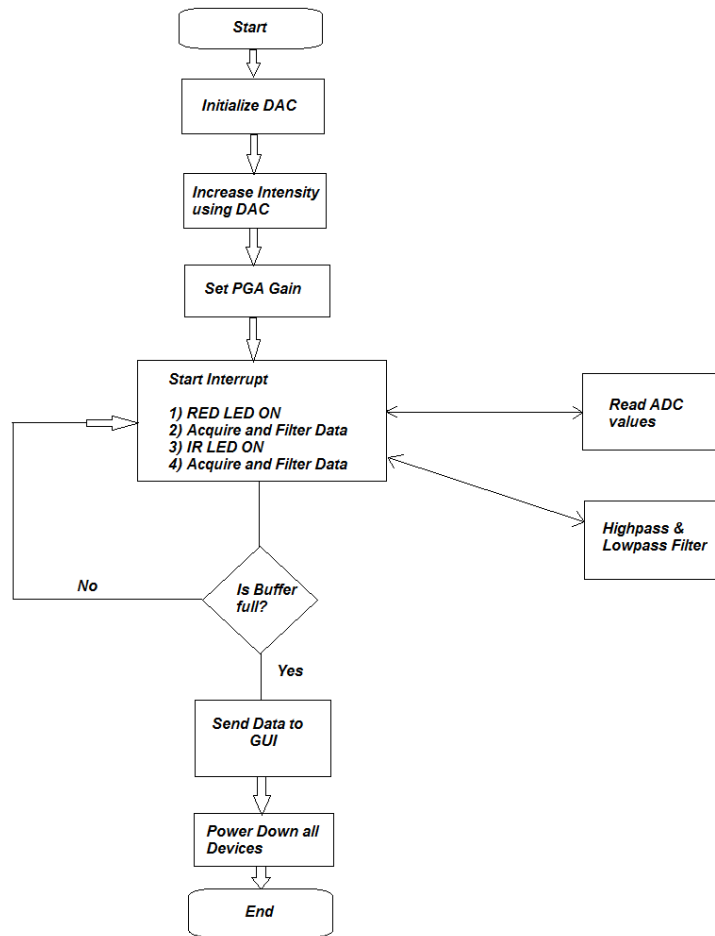 Start
Initialize DAC
Increase Intensity
using DAC
Set PGA Gain
Start Interrupt
1) RED LED ON
2) Acquire and Filter Data
3) IR LED ON
4) Acquire and Filter Data
Read ADC
values
Highpass &
Lowpass Filter
No
Is Buffer
full?
Yes
Send Data to
GUI
Power Down all
Devices
End